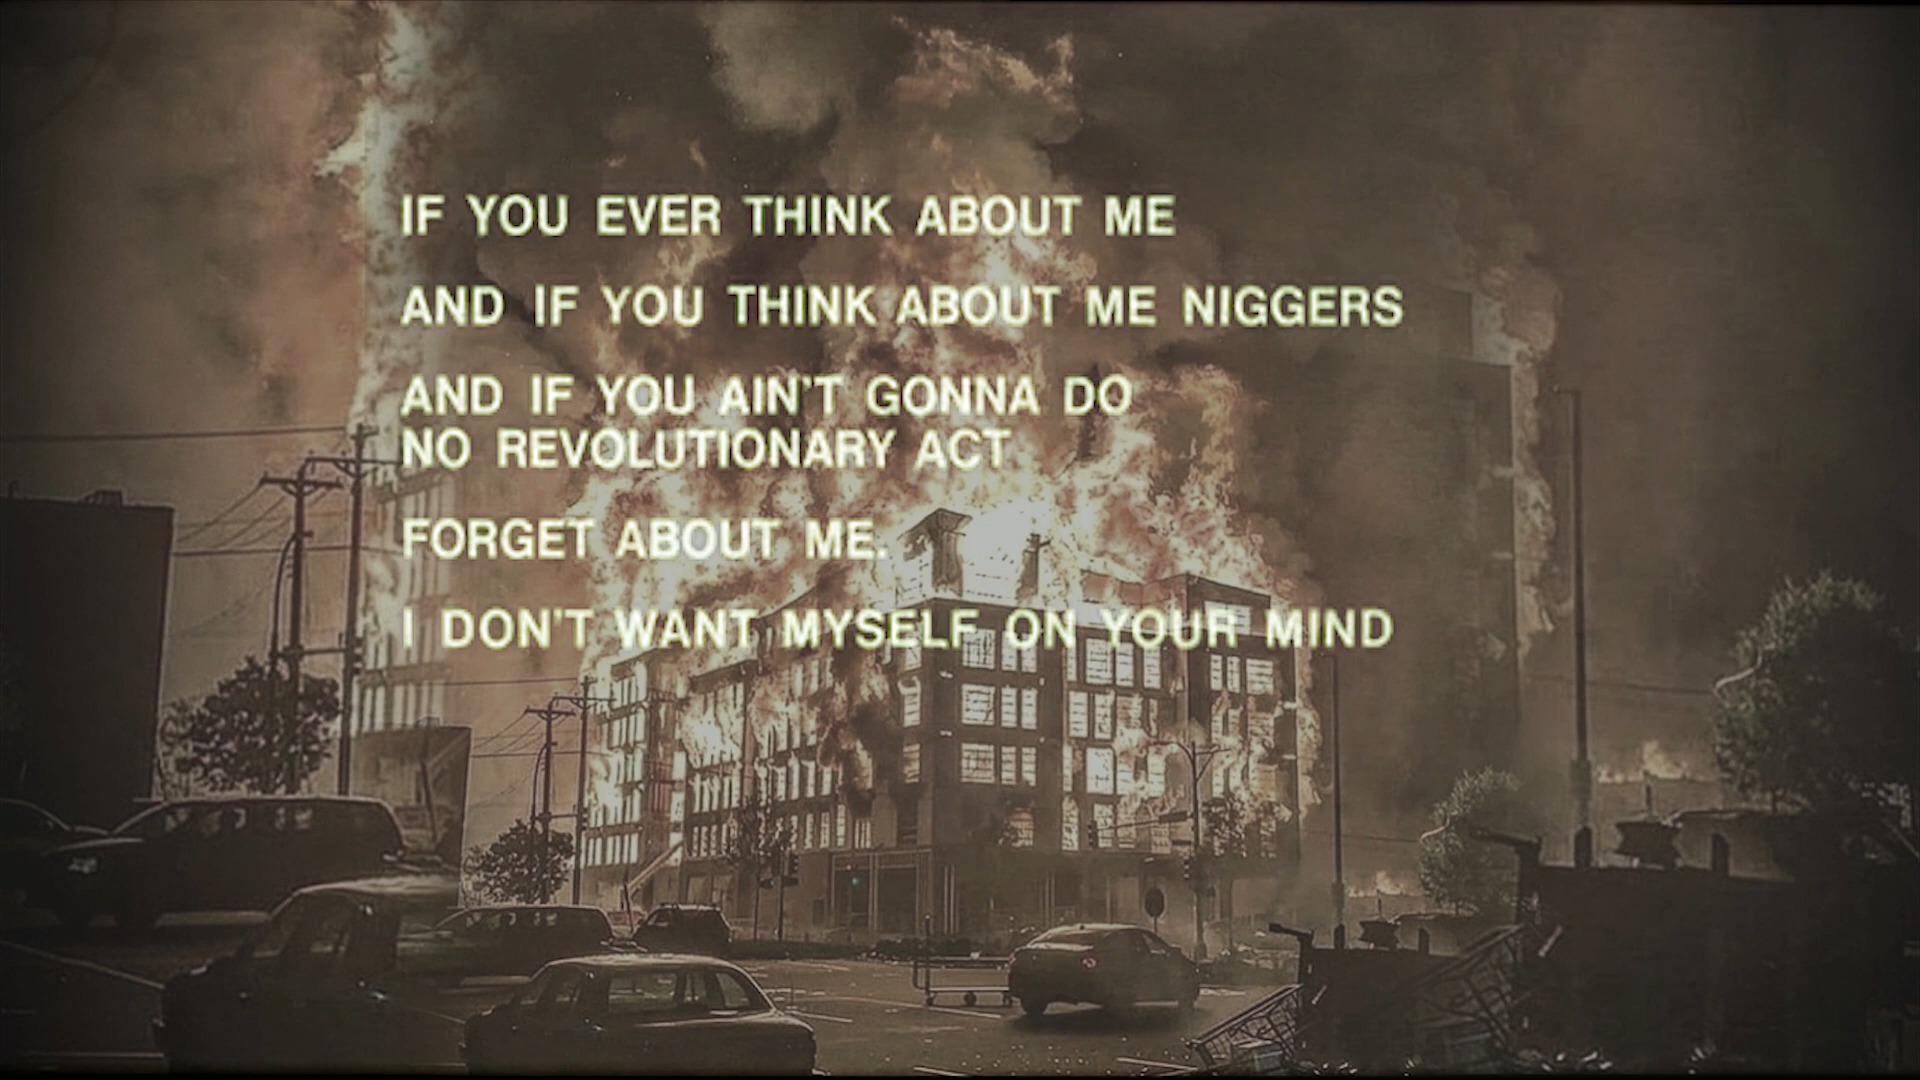 IF YOU EVER THINK ABOUT ME
AND IF YOU THINK ABOUT ME NIGGERS
AND IF YOU AIN'T GONNA DO
NO REVOLUTIONARY ACT
FORGET ABOUT ME.
I DON'T WANT MYSELF ON YOUR MIND